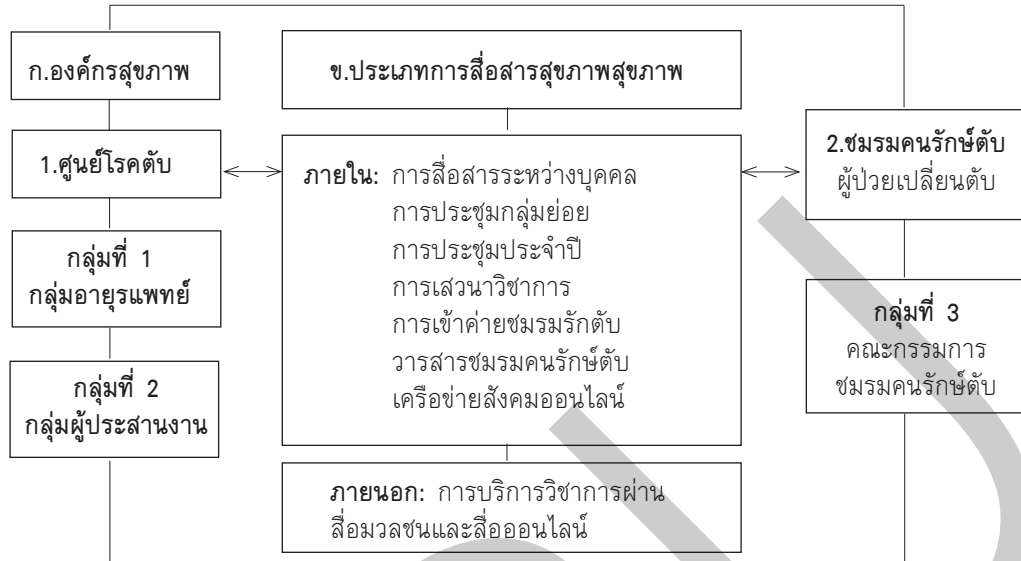 ก.องค์กรสุขภาพ
ข.ประเภทการสื่อสารสุขภาพสุขภาพ
1.ศูนย์โรคตับ
กลุ่มที่ 1
กลุ่มอายุรแพทย์
กลุ่มที่ 2
กลุ่มผู้ประสานงาน
ภายใน: การสื่อสารระหว่างบุคคล
การประชุมกลุ่มย่อย
การประชุมประจำปี
การเสวนาวิชาการ
การเข้าค่ายชมรมรักตับ
วารสารชมรมคนรักษ์ตับ
เครือข่ายสังคมออนไลน์
ภายนอก: การบริการวิชาการผ่าน
สื่อมวลชนและสื่อออนไลน์
2.ชมรมคนรักษ์ตับ
ผู้ป่วยเปลี่ยนตับ
กลุ่มที่ 3
คณะกรรมการ
ชมรมคนรักษ์ตับ